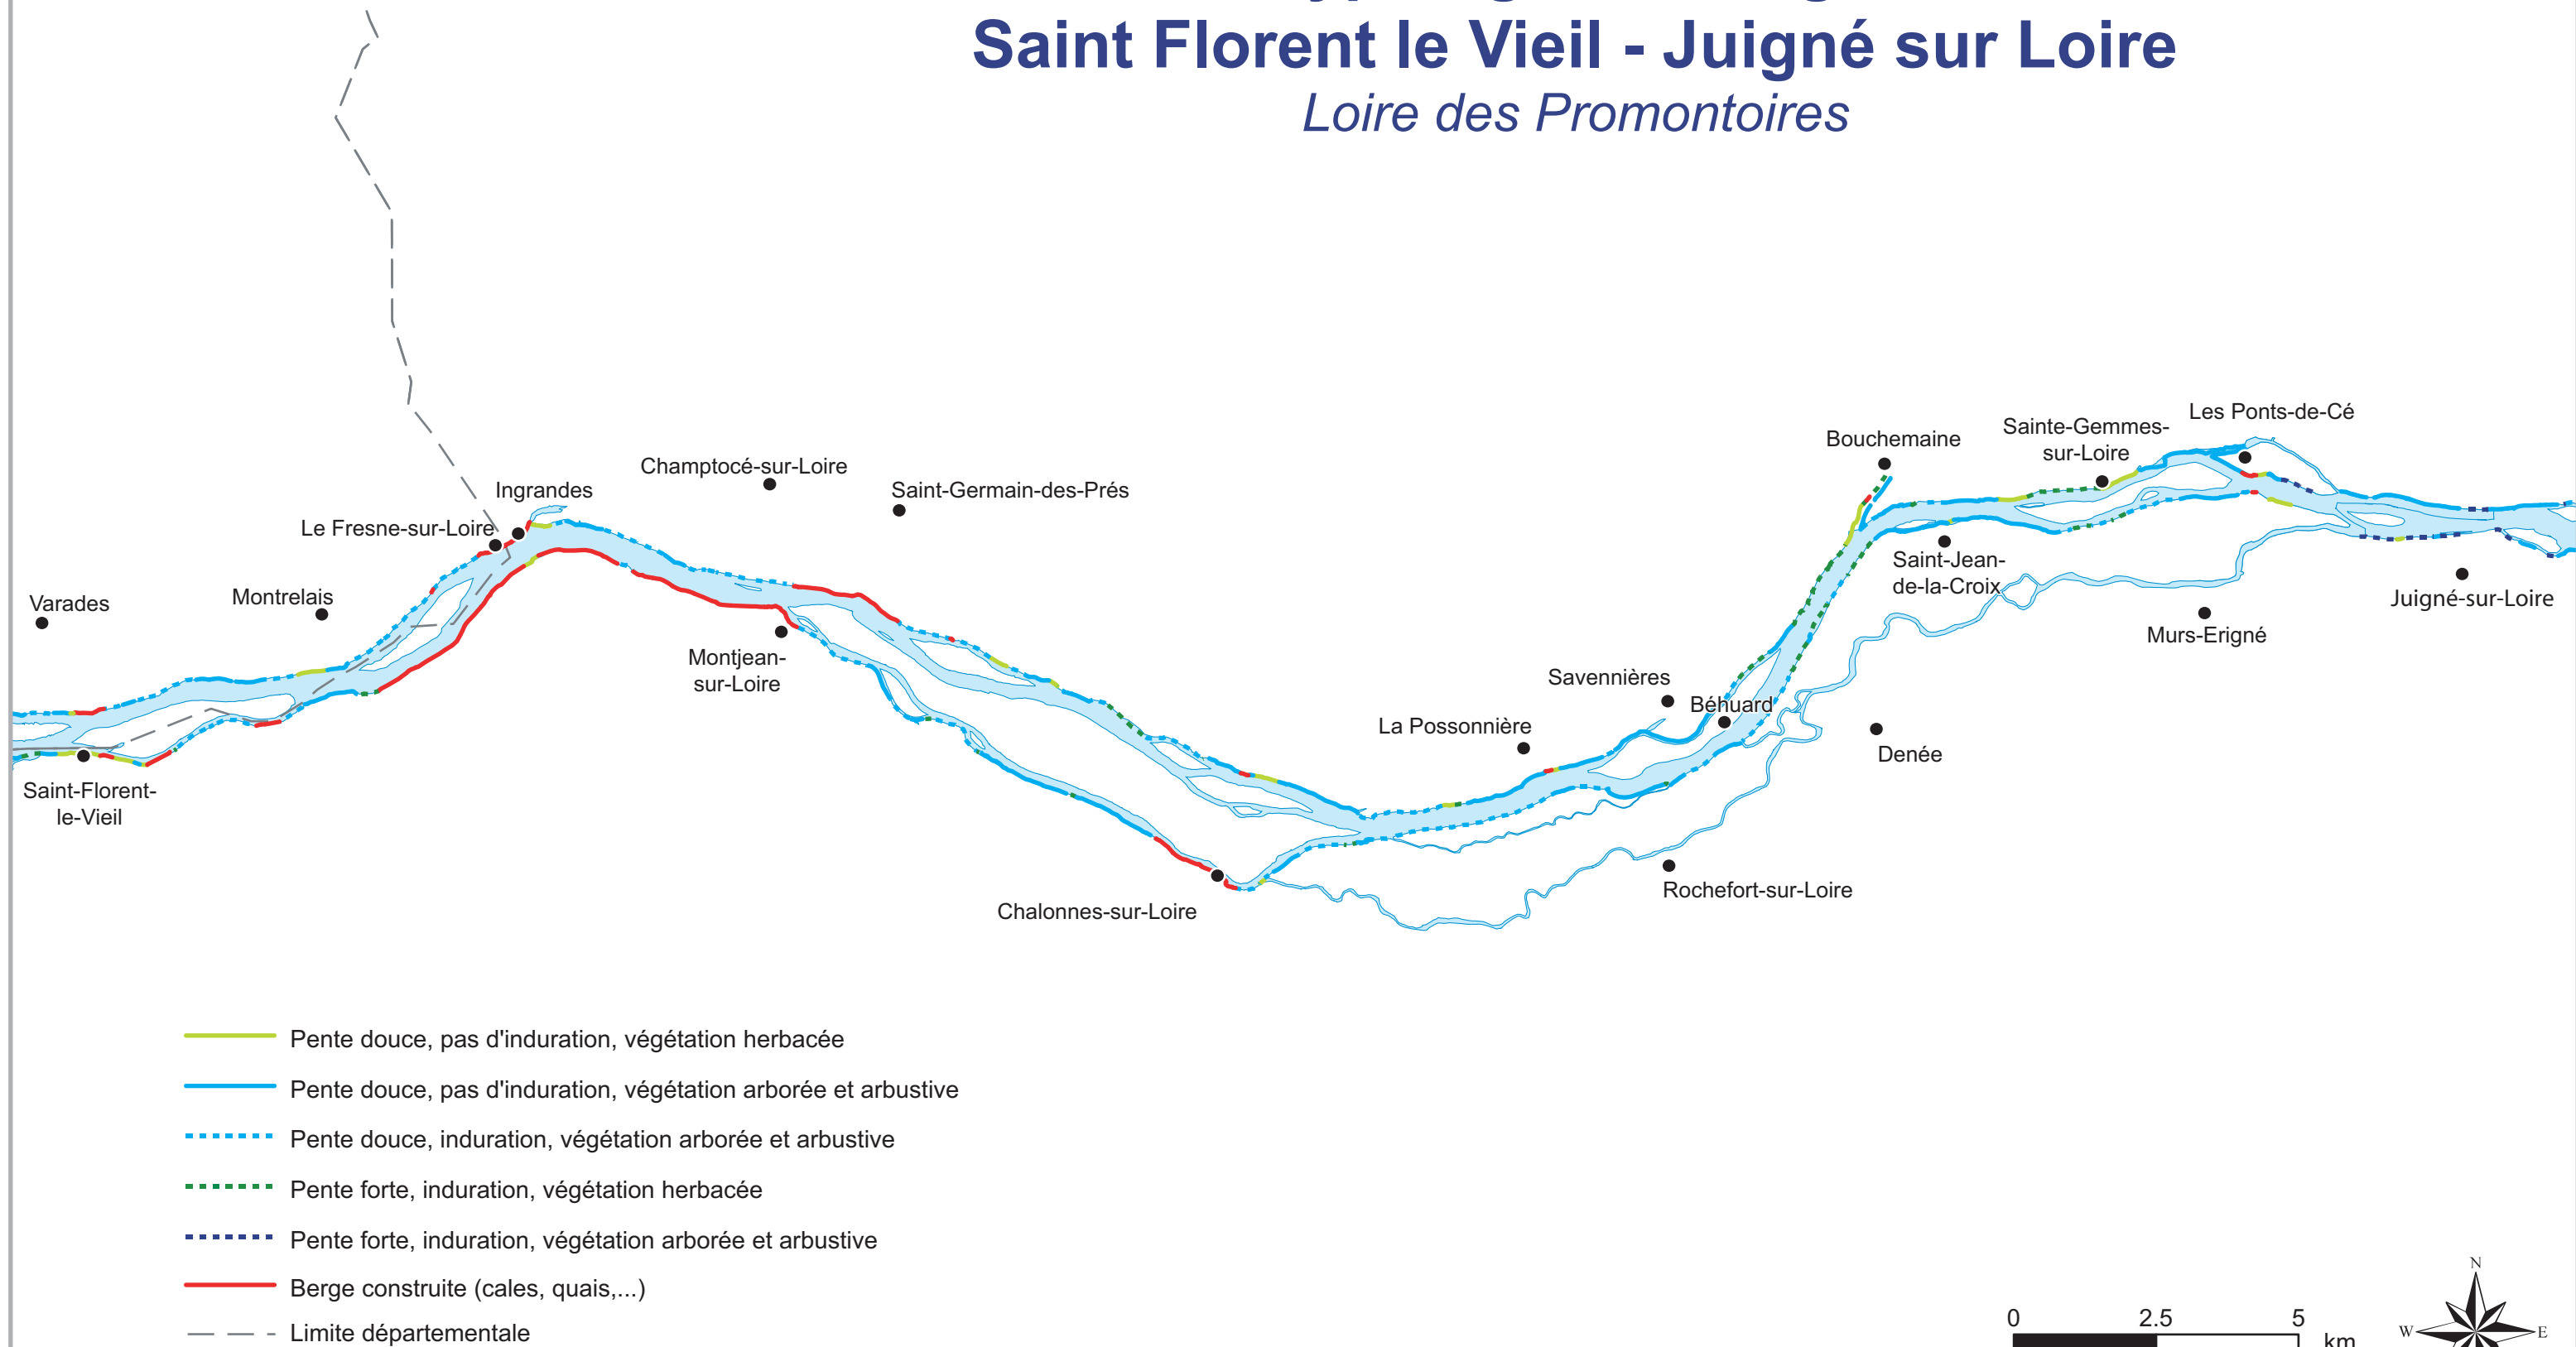 Saint Florent le Vieil - Juigné sur Loire
Loire des Promontoires
Les Ponts-de-Cé
Sainte-Gemmes-
sur-Loire
Bouchemaine
Champtocé-sur-Loire
Ingrandes
Saint-Germain-des-Prés
Le Fresne-sur-Loire
Saint-Jean-
de-la-Croix
Varades
Montrelais
Juigné-sur-Loire
Murs-Erigné
Montjean-
sur-Loire
Savennières
Béhuard
La Possonnière
Denée
Saint-Florent-
le-Vieil
Rochefort-sur-Loire
Chalonnes-sur-Loire
Pente douce, pas d'induration, végétation herbacée
Pente douce, pas d'induration, végétation arborée et arbustive
Pente douce, induration, végétation arborée et arbustive
Pente forte, induration, végétation herbacée
Pente forte, induration, végétation arborée et arbustive
Berge construite (cales, quais,...)
Limite départementale
0 2.5 5
km
N
W E